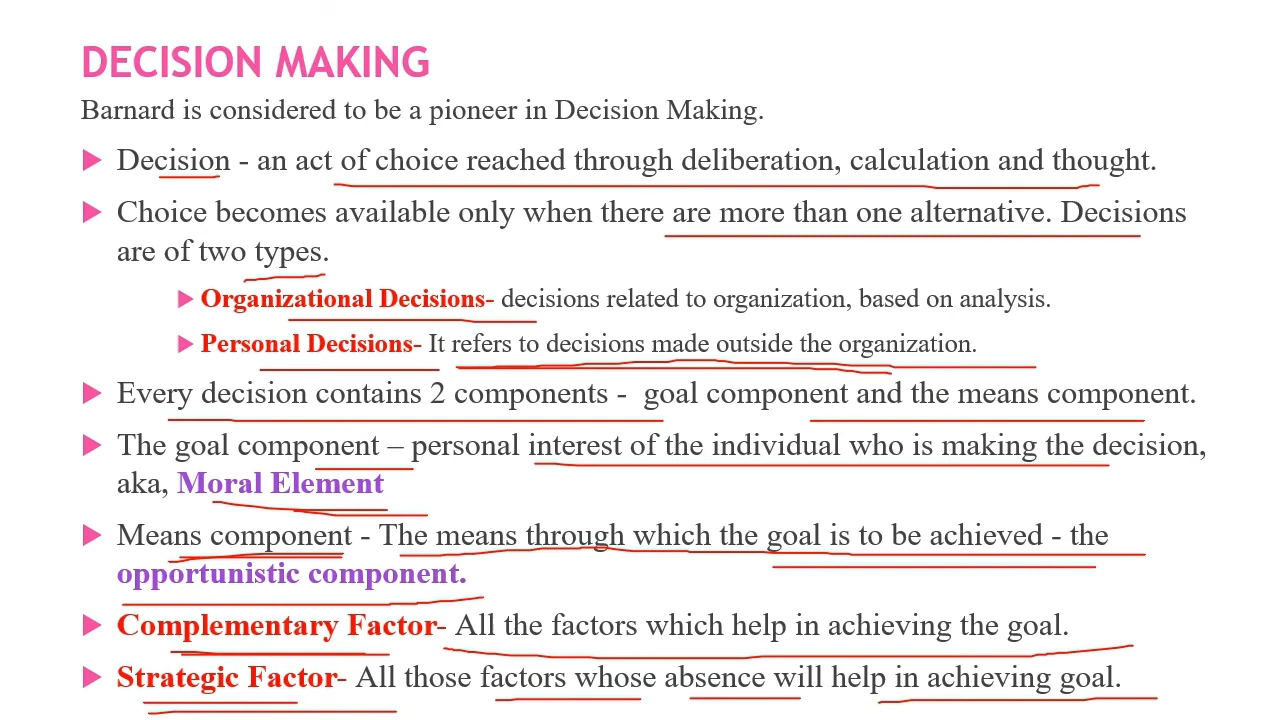 DECISION MAKING
Barnard is considered to be a pioneer in Decision Making.
Decision - an act of choice reached through deliberation, calculation and thought.
Choice becomes available only when there are more than one alternative. Decisions
are of two types.
Organizational Decisions- decisions related to organization, based on analysis.
Personal Decisions- It refers to decisions made outside the organization.
Every decision contains 2 components - goal component and the means component.
The goal component – personal interest of the individual who is making the decision,
aka, Moral Element
Means component - The means through which the goal is to be achieved - the
opportunistic component.
Complementary Factor- All the factors which help in achieving the goal.
Strategic Factor- All those factors whose absence will help in achieving goal.